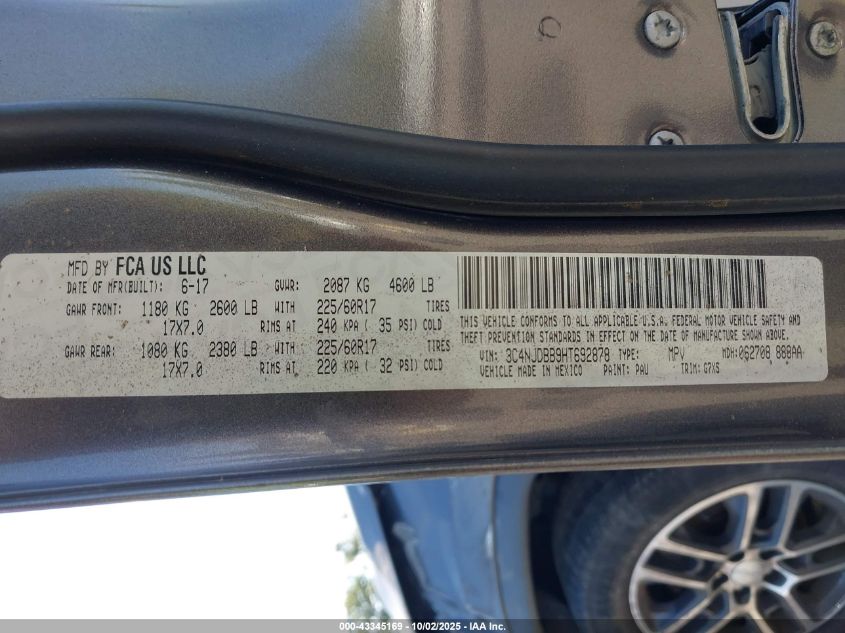 MFD BY FCA US LLC
DATE OF MFR(BUILT): 6-17 GVWR: 2087 KG 4600 LB
GAWR FRONT: 1180 KG 2600 LB WITH 225/60R17 TIRES
17X7.0 RIMS AT 240 KPA ( 35 PSI) COLD
GAWR REAR: 1080 KG 2380 LB WITH 225/60R17 TIRES
17X7.0 RIMS AT 220 KPA ( 32 PSI) COLD
THIS VEHICLE CONFORMS TO ALL APPLICABLE U.S.A. FEDERAL MOTOR VEHICLE SAFETY AND
THEFT PREVENTION STANDARDS IN EFFECT ON THE DATE OF MANUFACTURE SHOWN ABOVE.
VIN: 3C4NJDBB9HT692878 TYPE: MPV MDH: 062708 888AA
VEHICLE MADE IN MEXICO PAINT: PAU TRIM: G7XS
000-43345169 - 10/02/2025 - IAA Inc.